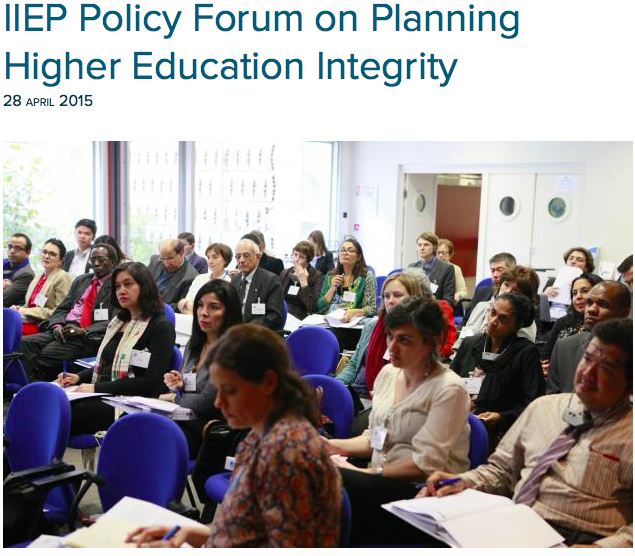 IIEP Policy Forum on Planning
Higher Education Integrity
28 APRIL 2015